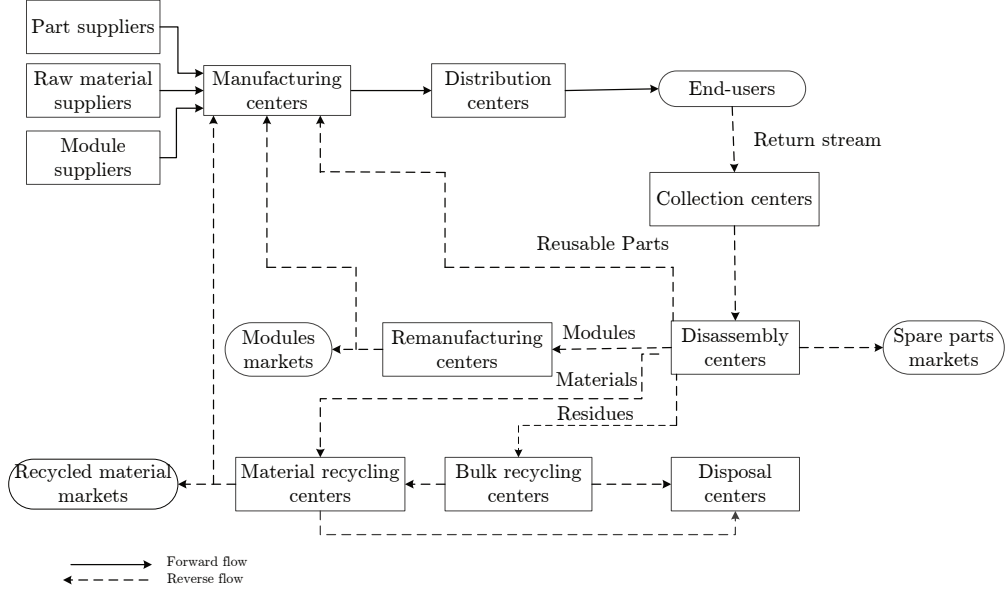 Part suppliers
Raw material
suppliers
Module
suppliers
Manufacturing
centers
Distribution
centers
End-users
Return stream
Collection centers
Reusable Parts
Modules
markets
Remanufacturing
centers
Modules
Disassembly
centers
Spare parts
markets
Materials
Residues
Recycled material
markets
Material recycling
centers
Bulk recycling
centers
Disposal
centers
Forward flow
Reverse flow